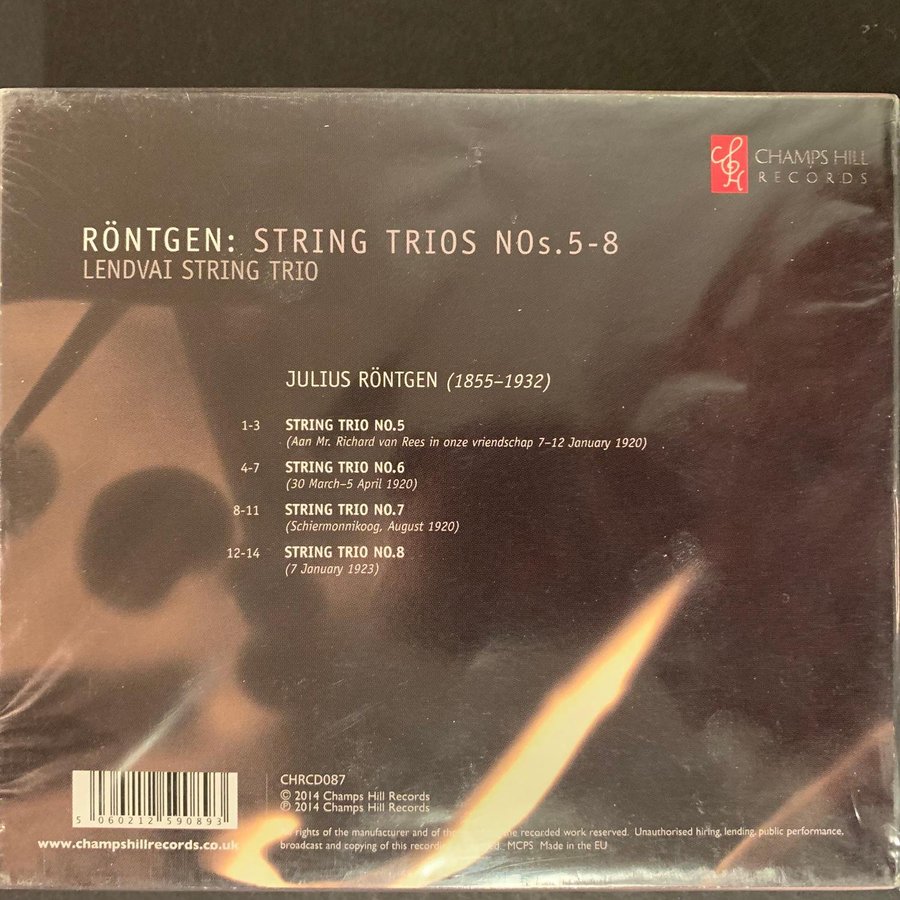 CHAMPS HILL
RECORDS
RÖNTGEN: STRING TRIOS NOs.5-8
LENDVAI STRING TRIO
JULIUS RÖNTGEN (1855–1932)
1-3 STRING TRIO NO.5
(Aan Mr. Richard van Rees in onze vriendschap 7–12 January 1920)
4-7 STRING TRIO NO.6
(30 March–5 April 1920)
8-11 STRING TRIO NO.7
(Schiermonnikoog, August 1920)
12-14 STRING TRIO NO.8
(7 January 1923)
5 060212 590893
www.champshillrecords.co.uk
CHRCD087
© 2014 Champs Hill Records
℗ 2014 Champs Hill Records
All rights of the manufacturer and of the recorded work reserved. Unauthorised hiring, lending, public performance,
broadcast and copying of this recording MCPS Made in the EU